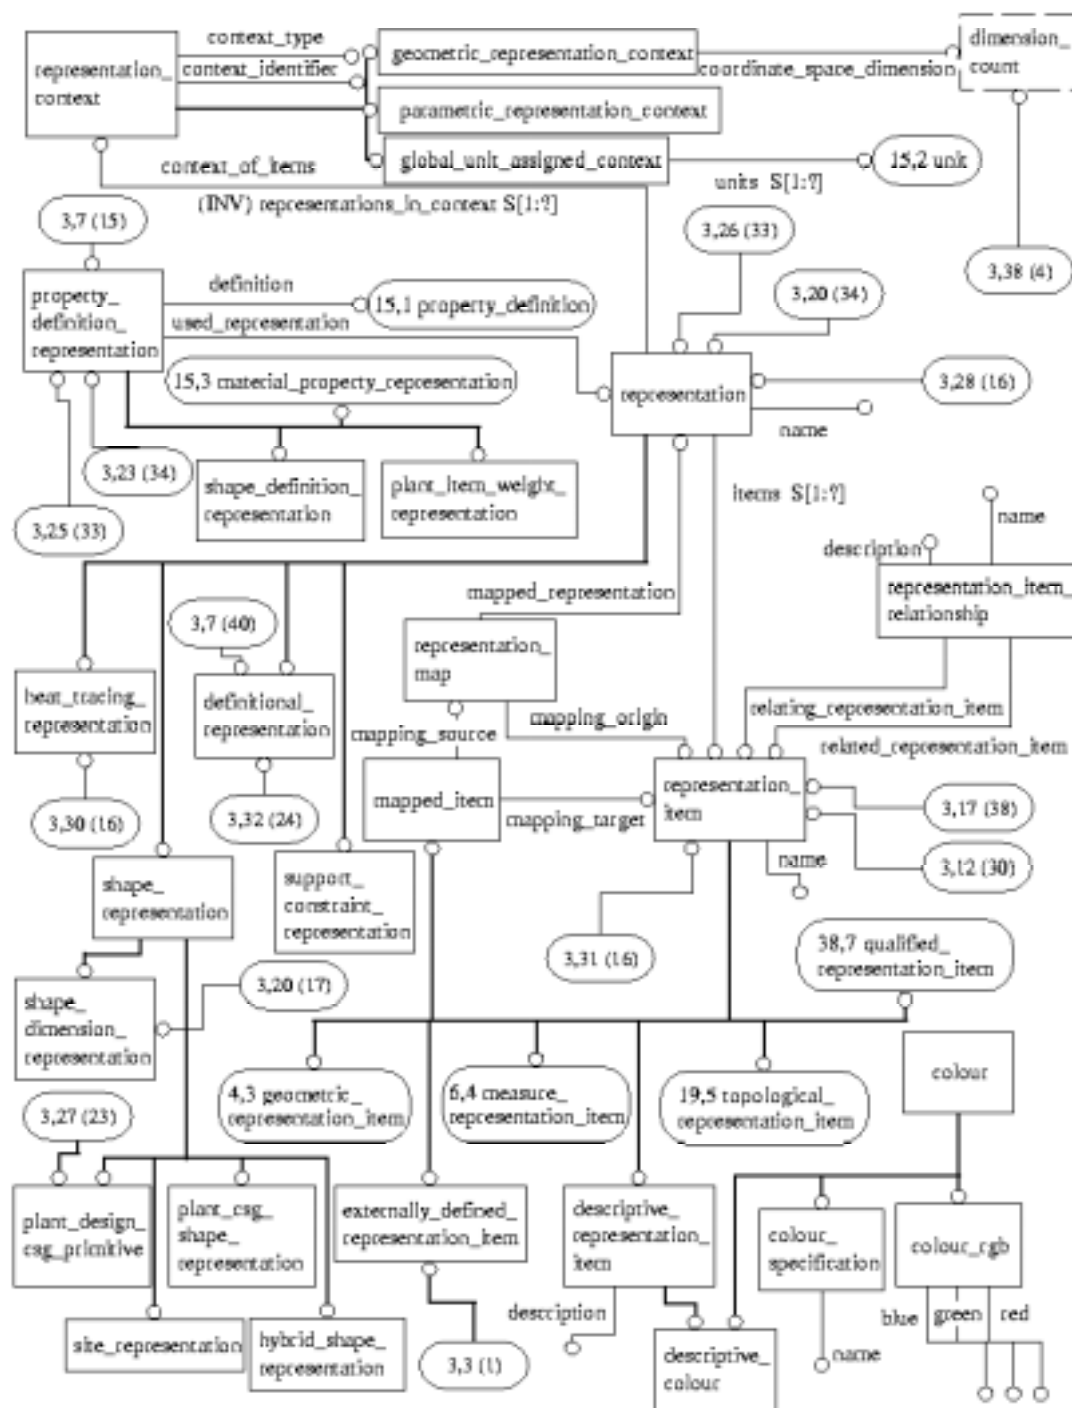 context_type
representation_
context
context_identifier
geometric_representation_context
coordinate_space_dimension
dimension_
count
parametric_representation_context
global_unit_assigned_context
15,2 unit
context_of_items
units S[1:?]
(INV) representations_in_context S[1:?]
3,7 (15)
3,26 (33)
3,38 (4)
3,20 (34)
property_
definition_
representation
definition
15,1 property_definition
used_representation
15,3 material_property_representation
representation
3,28 (16)
name
3,23 (34)
3,25 (33)
shape_definition_
representation
plant_item_weight_
representation
items S[1:?]
name
description
representation_item_
relationship
mapped_representation
3,7 (40)
representation_
map
heat_tracing_
representation
definitional_
representation
mapping_origin
mapping_source
relating_representation_item
related_representation_item
3,30 (16)
3,32 (24)
mapped_item
mapping_target
representation_
item
3,17 (38)
3,12 (30)
name
shape_
representation
support_
constraint_
representation
3,31 (16)
38,7 qualified_
representation_item
3,20 (17)
shape_
dimension_
representation
4,3 geometric_
representation_item
6,4 measure_
representation_item
19,5 topological_
representation_item
colour
3,27 (23)
plant_design_
csg_primitive
plant_csg_
shape_
representation
externally_defined_
representation_item
descriptive_
representation_
item
colour_
specification
colour_rgb
blue
green
red
description
site_representation
hybrid_shape_
representation
3,3 (1)
descriptive_
colour
name